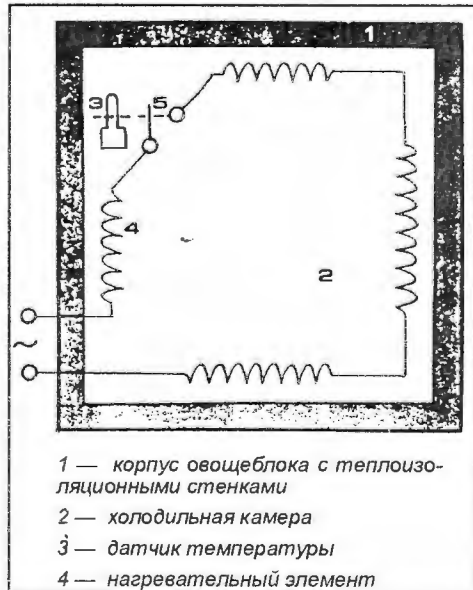 1
3
5
4
2
~
1 — корпус овощеблока с теплоизо-
ляционными стенками
2 — холодильная камера
3 — датчик температуры
4 — нагревательный элемент